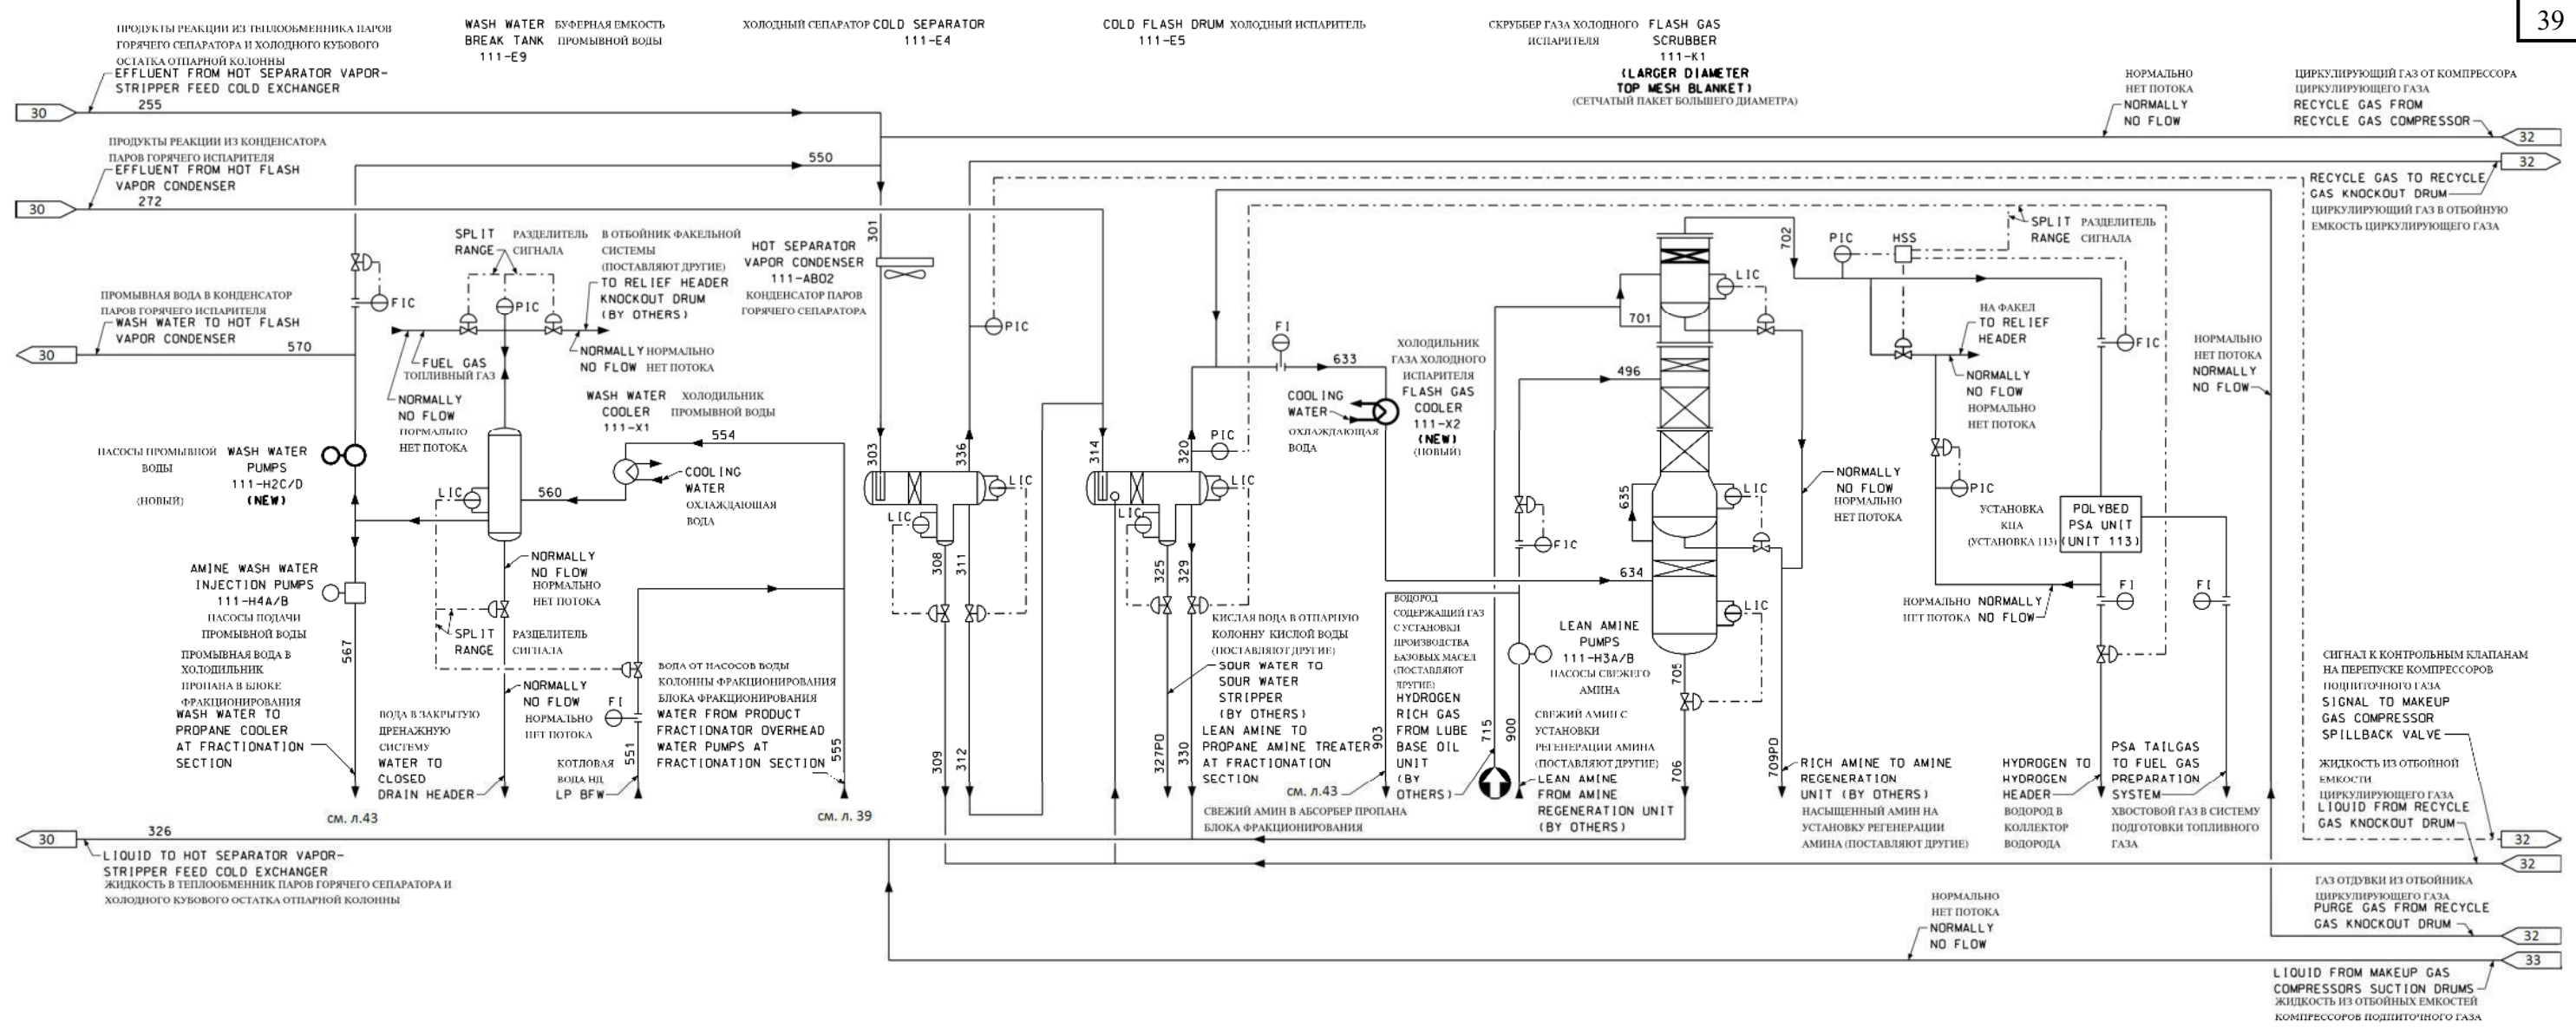 39
ПРОДУКТЫ РЕАКЦИИ ИЗ ТЕПЛООБМЕННИКА ПАРОВ
ГОРЯЧЕГО СЕПАРАТОРА И ХОЛОДНОГО КУБОВОГО
ОСТАТКА ОТПАРНОЙ КОЛОННЫ
EFFLUENT FROM HOT SEPARATOR VAPOR-
STRIPPER FEED COLD EXCHANGER
255
30
WASH WATER БУФЕРНАЯ ЕМКОСТЬ
BREAK TANK ПРОМЫВНОЙ ВОДЫ
111-E9
ХОЛОДНЫЙ СЕПАРАТОР COLD SEPARATOR
111-E4
COLD FLASH DRUM ХОЛОДНЫЙ ИСПАРИТЕЛЬ
111-E5
СКРУББЕР ГАЗА ХОЛОДНОГО FLASH GAS
ИСПАРИТЕЛЯ SCRUBBER
111-K1
(LARGER DIAMETER
TOP MESH BLANKET)
(СЕТЧАТЫЙ ПАКЕТ БОЛЬШЕГО ДИАМЕТРА)
НОРМАЛЬНО
НЕТ ПОТОКА
NORMALLY
NO FLOW
ЦИРКУЛИРУЮЩИЙ ГАЗ ОТ КОМПРЕССОРА
ЦИРКУЛИРУЮЩЕГО ГАЗА
RECYCLE GAS FROM
RECYCLE GAS COMPRESSOR
32
32
RECYCLE GAS TO RECYCLE
GAS KNOCKOUT DRUM
ЦИРКУЛИРУЮЩИЙ ГАЗ В ОТБОЙНУЮ
ЕМКОСТЬ ЦИРКУЛИРУЮЩЕГО ГАЗА
ПРОДУКТЫ РЕАКЦИИ ИЗ КОНДЕНСАТОРА
ПАРОВ ГОРЯЧЕГО ИСПАРИТЕЛЯ
EFFLUENT FROM HOT FLASH
VAPOR CONDENSER
272
30
550
SPLIT РАЗДЕЛИТЕЛЬ
RANGE СИГНАЛА
В ОТБОЙНИК ФАКЕЛЬНОЙ
СИСТЕМЫ
(ПОСТАВЛЯЮТ ДРУГИЕ)
TO RELIEF HEADER
KNOCKOUT DRUM
(BY OTHERS)
301
HOT SEPARATOR
VAPOR CONDENSER
111-AB02
КОНДЕНСАТОР ПАРОВ
ГОРЯЧЕГО СЕПАРАТОРА
FIC
PIC
PIC
ПРОМЫВНАЯ ВОДА В КОНДЕНСАТОР
ПАРОВ ГОРЯЧЕГО ИСПАРИТЕЛЯ
WASH WATER TO HOT FLASH
VAPOR CONDENSER
570
30
FUEL GAS
ТОПЛИВНЫЙ ГАЗ
NORMALLY НОРМАЛЬНО
NO FLOW НЕТ ПОТОКА
NORMALLY
NO FLOW
НОРМАЛЬНО
НЕТ ПОТОКА
WASH WATER ХОЛОДИЛЬНИК
COOLER ПРОМЫВНОЙ ВОДЫ
111-X1
554
560
COOLING
WATER
ОХЛАЖДАЮЩАЯ
ВОДА
НАСОСЫ ПРОМЫВНОЙ WASH WATER
ВОДЫ PUMPS
111-H2C/D
(НОВЫЙ) (NEW)
LIC
AMINE WASH WATER
INJECTION PUMPS
111-H4A/B
НАСОСЫ ПОДАЧИ
ПРОМЫВНОЙ ВОДЫ
567
NORMALLY
NO FLOW
НОРМАЛЬНО
НЕТ ПОТОКА
SPLIT РАЗДЕЛИТЕЛЬ
RANGE СИГНАЛА
ПРОМЫВНАЯ ВОДА В
ХОЛОДИЛЬНИК
ПРОПАНА В БЛОКЕ
ФРАКЦИОНИРОВАНИЯ
WASH WATER TO
PROPANE COOLER
AT FRACTIONATION
SECTION
см. л.43
ВОДА В ЗАКРЫТУЮ
ДРЕНАЖНУЮ
СИСТЕМУ
WATER TO
CLOSED
DRAIN HEADER
NORMALLY
NO FLOW
НОРМАЛЬНО
НЕТ ПОТОКА
FI
КОТЛОВАЯ
ВОДА НД
LP BFW
551
ВОДА ОТ НАСОСОВ ВОДЫ
КОЛОННЫ ФРАКЦИОНИРОВАНИЯ
БЛОКА ФРАКЦИОНИРОВАНИЯ
WATER FROM PRODUCT
FRACTIONATOR OVERHEAD
WATER PUMPS AT
FRACTIONATION SECTION
555
см. л. 39
303
336
LIC
LIC
308
311
309
312
314
320
PIC
LIC
LIC
325
329
327PO
330
КИСЛАЯ ВОДА В ОТПАРНУЮ
КОЛОННУ КИСЛОЙ ВОДЫ
(ПОСТАВЛЯЮТ ДРУГИЕ)
SOUR WATER TO
SOUR WATER
STRIPPER
(BY OTHERS)
LEAN AMINE TO
PROPANE AMINE TREATER
AT FRACTIONATION
SECTION
см. л.43
СВЕЖИЙ АМИН В АБСОРБЕР ПРОПАНА
БЛОКА ФРАКЦИОНИРОВАНИЯ
903
FI
633
COOLING
WATER
ОХЛАЖДАЮЩАЯ
ВОДА
ХОЛОДИЛЬНИК
ГАЗА ХОЛОДНОГО
ИСПАРИТЕЛЯ
FLASH GAS
COOLER
111-X2
(NEW)
(НОВЫЙ)
ВОДОРОД
СОДЕРЖАЩИЙ ГАЗ
С УСТАНОВКИ
ПРОИЗВОДСТВА
БАЗОВЫХ МАСЕЛ
(ПОСТАВЛЯЮТ
ДРУГИЕ)
HYDROGEN
RICH GAS
FROM LUBE
BASE OIL
UNIT
(BY
OTHERS)
715
900
FIC
LEAN AMINE
PUMPS
111-H3A/B
НАСОСЫ СВЕЖЕГО
АМИНА
СВЕЖИЙ АМИН С
УСТАНОВКИ
РЕГЕНЕРАЦИИ АМИНА
(ПОСТАВЛЯЮТ ДРУГИЕ)
LEAN AMINE
FROM AMINE
REGENERATION UNIT
(BY OTHERS)
701
496
635
634
702
LIC
LIC
LIC
705
706
709PO
NORMALLY
NO FLOW
НОРМАЛЬНО
НЕТ ПОТОКА
RICH AMINE TO AMINE
REGENERATION
UNIT (BY OTHERS)
НАСЫЩЕННЫЙ АМИН НА
УСТАНОВКУ РЕГЕНЕРАЦИИ
АМИНА (ПОСТАВЛЯЮТ ДРУГИЕ)
PIC
HSS
SPLIT РАЗДЕЛИТЕЛЬ
RANGE СИГНАЛА
НА ФАКЕЛ
TO RELIEF
HEADER
NORMALLY
NO FLOW
НОРМАЛЬНО
НЕТ ПОТОКА
FIC
PIC
НОРМАЛЬНО
НЕТ ПОТОКА
NORMALLY
NO FLOW
УСТАНОВКА
КЦА
(УСТАНОВКА 113)
POLYBED
PSA UNIT
(UNIT 113)
НОРМАЛЬНО NORMALLY
НЕТ ПОТОКА NO FLOW
FI
FI
HYDROGEN TO
HYDROGEN
HEADER
ВОДОРОД В
КОЛЛЕКТОР
ВОДОРОДА
PSA TAILGAS
TO FUEL GAS
PREPARATION
SYSTEM
ХВОСТОВОЙ ГАЗ В СИСТЕМУ
ПОДГОТОВКИ ТОПЛИВНОГО
ГАЗА
СИГНАЛ К КОНТРОЛЬНЫМ КЛАПАНАМ
НА ПЕРЕПУСКЕ КОМПРЕССОРОВ
ПОДПИТОЧНОГО ГАЗА
SIGNAL TO MAKEUP
GAS COMPRESSOR
SPILLBACK VALVE
32
ЖИДКОСТЬ ИЗ ОТБОЙНОЙ
ЕМКОСТИ
ЦИРКУЛИРУЮЩЕГО ГАЗА
LIQUID FROM RECYCLE
GAS KNOCKOUT DRUM
32
326
30
LIQUID TO HOT SEPARATOR VAPOR-
STRIPPER FEED COLD EXCHANGER
ЖИДКОСТЬ В ТЕПЛООБМЕННИК ПАРОВ ГОРЯЧЕГО СЕПАРАТОРА И
ХОЛОДНОГО КУБОВОГО ОСТАТКА ОТПАРНОЙ КОЛОННЫ
НОРМАЛЬНО
НЕТ ПОТОКА
NORMALLY
NO FLOW
ГАЗ ОТДУВКИ ИЗ ОТБОЙНИКА
ЦИРКУЛИРУЮЩЕГО ГАЗА
PURGE GAS FROM RECYCLE
GAS KNOCKOUT DRUM
32
33
LIQUID FROM MAKEUP GAS
COMPRESSORS SUCTION DRUMS
ЖИДКОСТЬ ИЗ ОТБОЙНЫХ ЕМКОСТЕЙ
КОМПРЕССОРОВ ПОДПИТОЧНОГО ГАЗА